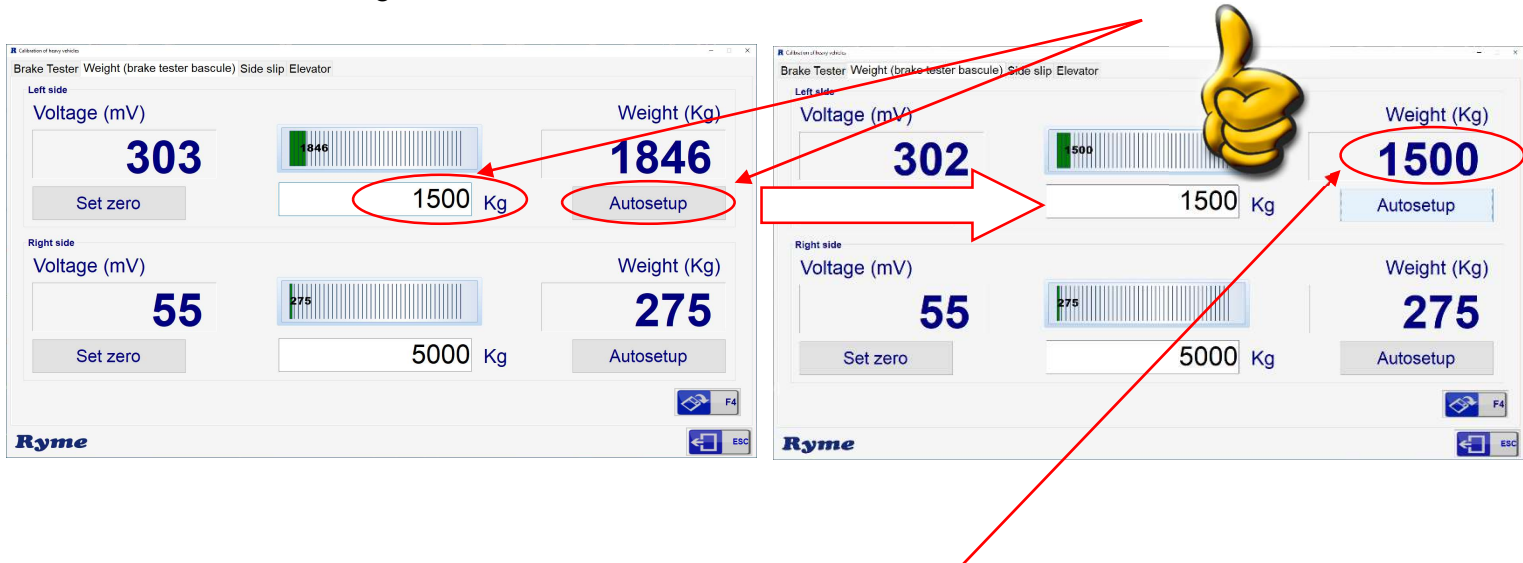 Calibration of heavy vehicles
Brake Tester Weight (brake tester bascule) Side slip Elevator
Left side
Voltage (mV) Weight (Kg)
303 1846 1846
Set zero 1500 Kg Autosetup
Right side
Voltage (mV) Weight (Kg)
55 275 275
Set zero 5000 Kg Autosetup
F4
Ryme ESC
Calibration of heavy vehicles
Brake Tester Weight (brake tester bascule) Side slip Elevator
Left side
Voltage (mV) Weight (Kg)
302 1500 1500
1500 Kg Autosetup
Right side
Voltage (mV) Weight (Kg)
55 275 275
Set zero 5000 Kg Autosetup
F4
Ryme ESC